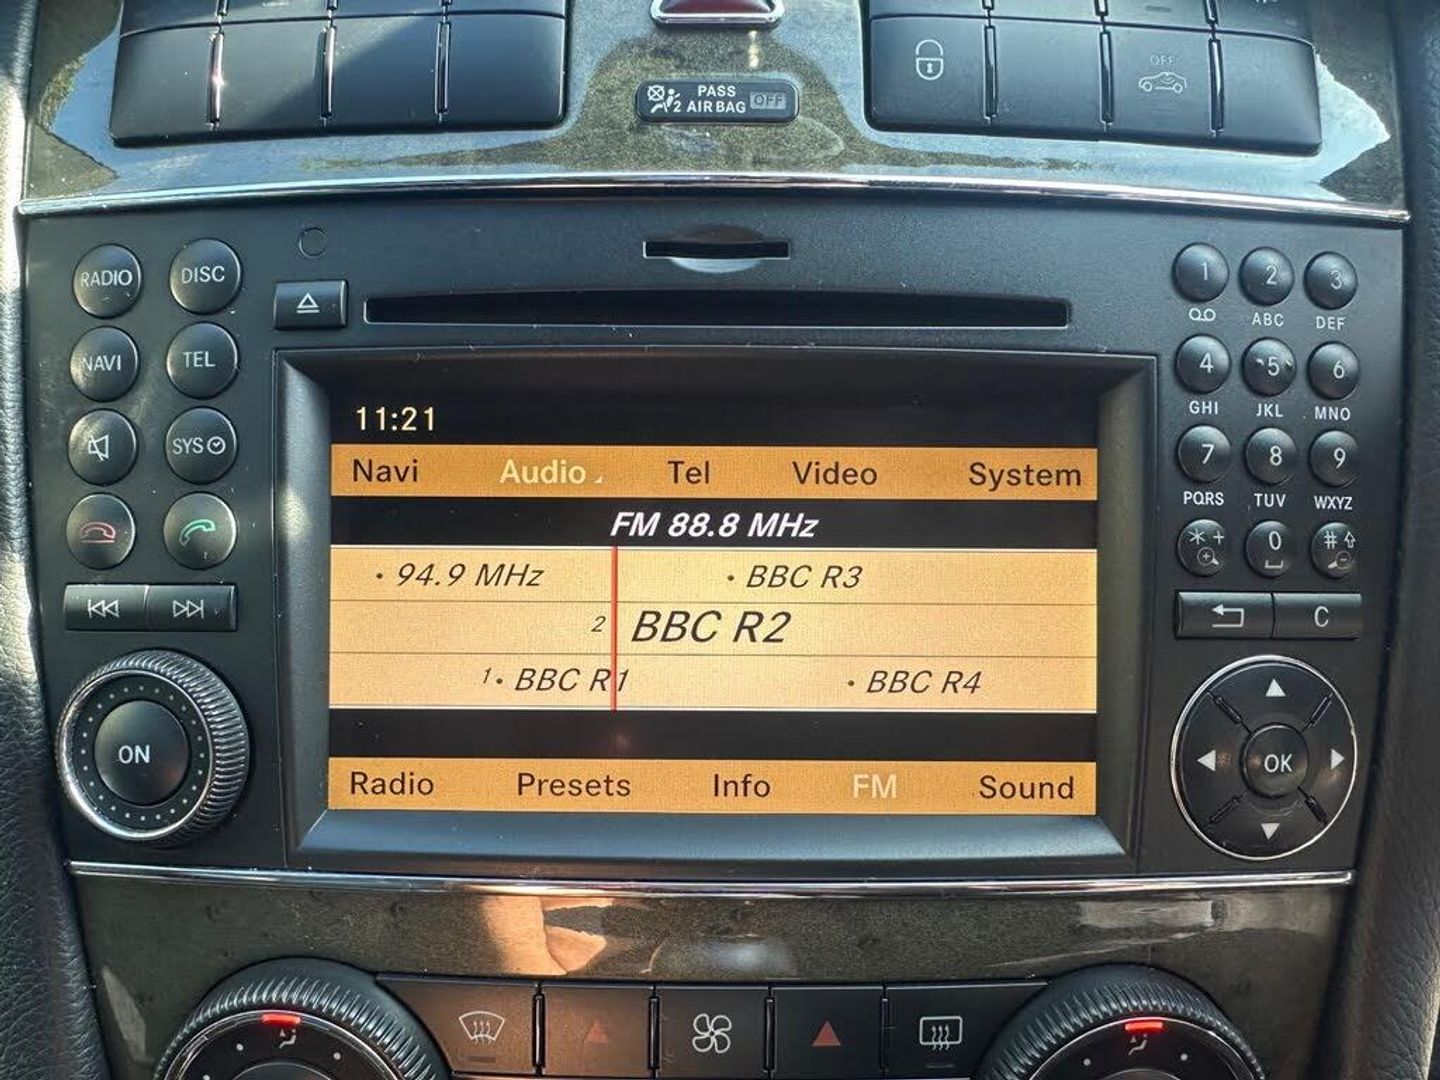 OFF
PASS
2 AIR BAG OFF
RADIO DISC
1 2 3
ABC DEF
NAVI TEL
4 5 6
GHI JKL MNO
11:21
SYS
Navi Audio Tel Video System
7 8 9
PQRS TUV WXYZ
FM 88.8 MHz
* + 0 #
94.9 MHz BBC R3
2 BBC R2
C
1 BBC R1 BBC R4
ON
OK
Radio Presets Info FM Sound